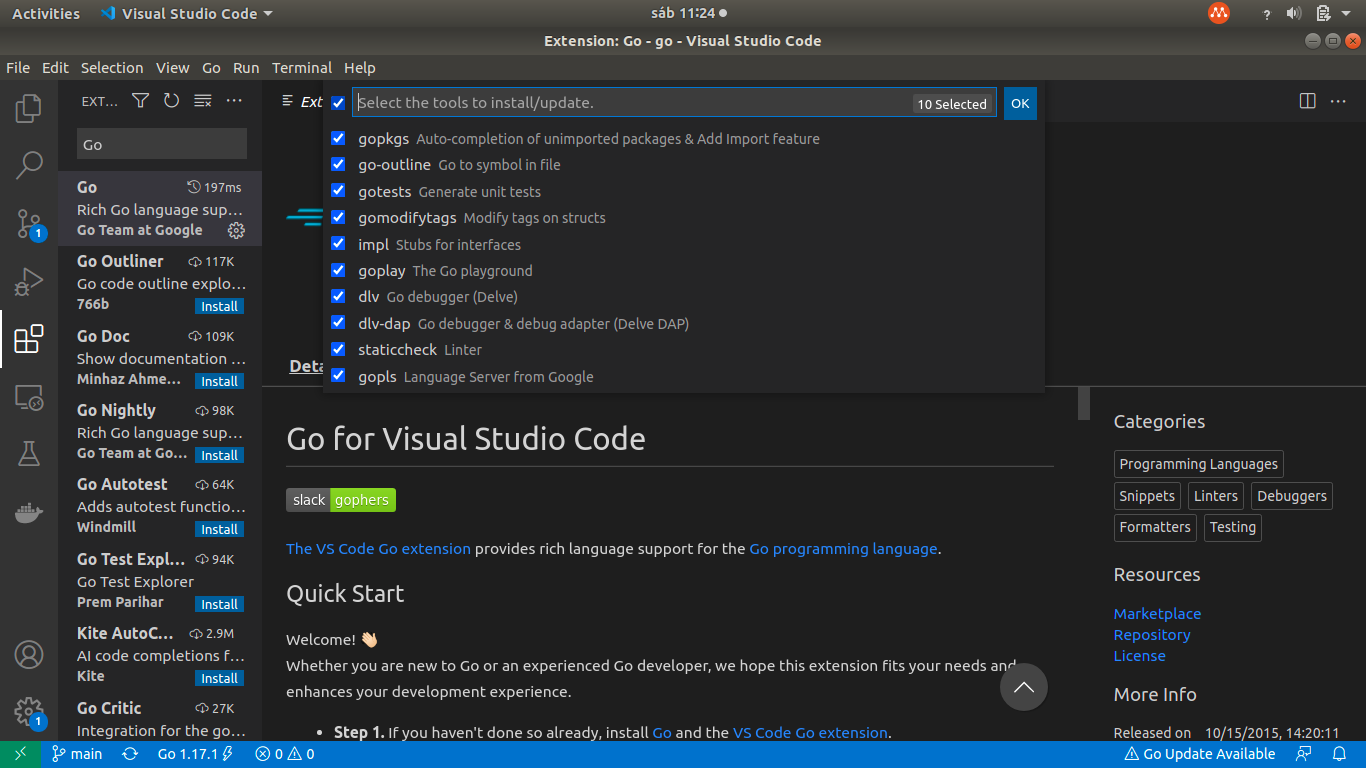 Activities Visual Studio Code sáb 11:24
Extension: Go - go - Visual Studio Code
File Edit Selection View Go Run Terminal Help
EXT...
Go
Go 197ms
Rich Go language sup...
Go Team at Google
Go Outliner 117K
Go code outline explo...
766b Install
Go Doc 109K
Show documentation ...
Minhaz Ahme... Install
Go Nightly 98K
Rich Go language sup...
Go Team at Go... Install
Go Autotest 64K
Adds autotest functio...
Windmill Install
Go Test Expl... 94K
Go Test Explorer
Prem Parihar Install
Kite AutoC... 2.9M
AI code completions f...
Kite Install
Go Critic 27K
Integration for the go...
1
1
Ext
Select the tools to install/update. 10 Selected OK
gopkgs Auto-completion of unimported packages & Add Import feature
go-outline Go to symbol in file
gotests Generate unit tests
gomodifytags Modify tags on structs
impl Stubs for interfaces
goplay The Go playground
dlv Go debugger (Delve)
dlv-dap Go debugger & debug adapter (Delve DAP)
staticcheck Linter
gopls Language Server from Google
Deta
Go for Visual Studio Code
slack gophers
The VS Code Go extension provides rich language support for the Go programming language.
Quick Start
Welcome! 👋🏻
Whether you are new to Go or an experienced Go developer, we hope this extension fits your needs and
enhances your development experience.
• Step 1. If you haven't done so already, install Go and the VS Code Go extension.
Categories
Programming Languages
Snippets Linters Debuggers
Formatters Testing
Resources
Marketplace
Repository
License
More Info
Released on 10/15/2015, 14:20:11
main Go 1.17.1 0 0 Go Update Available